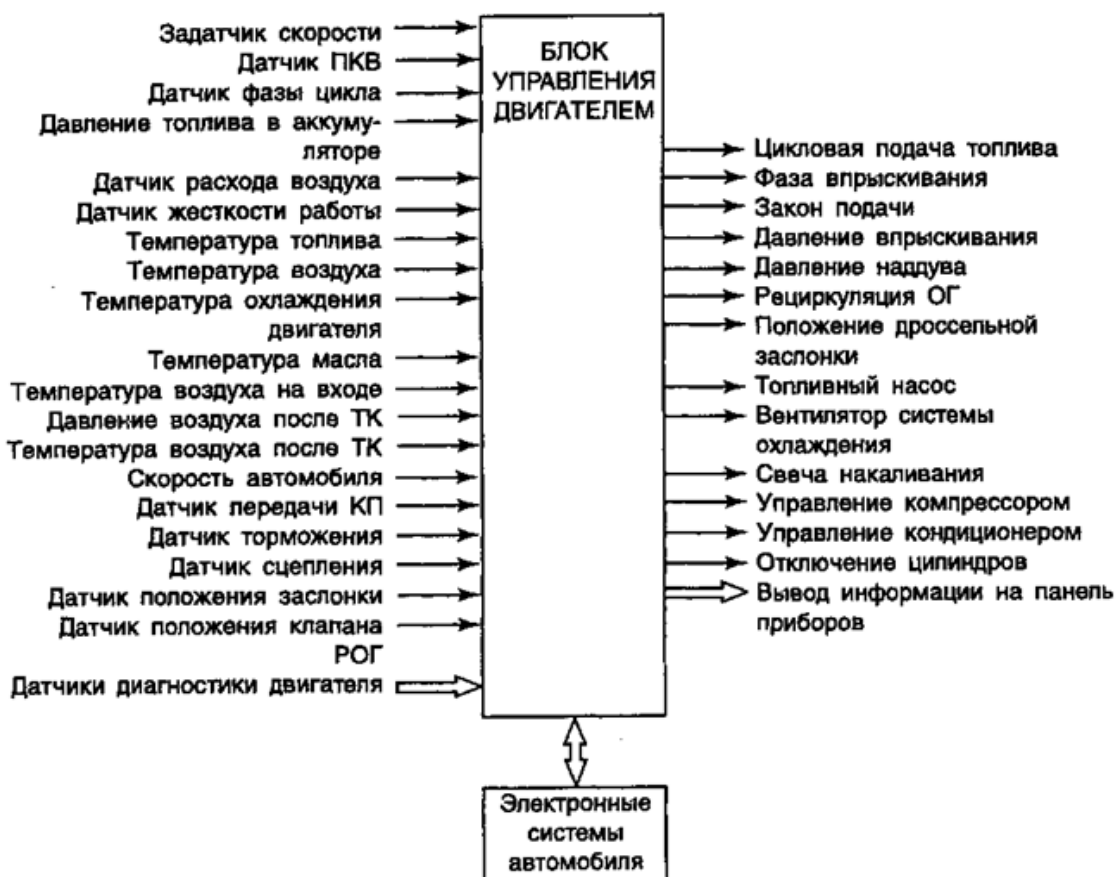 Задатчик скорости
Датчик ПКВ
Датчик фазы цикла
Давление топлива в аккуму-
ляторе
Датчик расхода воздуха
Датчик жесткости работы
Температура топлива
Температура воздуха
Температура охлаждения
двигателя
Температура масла
Температура воздуха на входе
Давление воздуха после ТК
Температура воздуха после ТК
Скорость автомобиля
Датчик передачи КП
Датчик торможения
Датчик сцепления
Датчик положения заслонки
Датчик положения клапана
РОГ
Датчики диагностики двигателя
БЛОК
УПРАВЛЕНИЯ
ДВИГАТЕЛЕМ
Цикловая подача топлива
Фаза впрыскивания
Закон подачи
Давление впрыскивания
Давление наддува
Рециркуляция ОГ
Положение дроссельной
заслонки
Топливный насос
Вентилятор системы
охлаждения
Свеча накаливания
Управление компрессором
Управление кондиционером
Отключение цилиндров
Вывод информации на панель
приборов
Электронные
системы
автомобиля